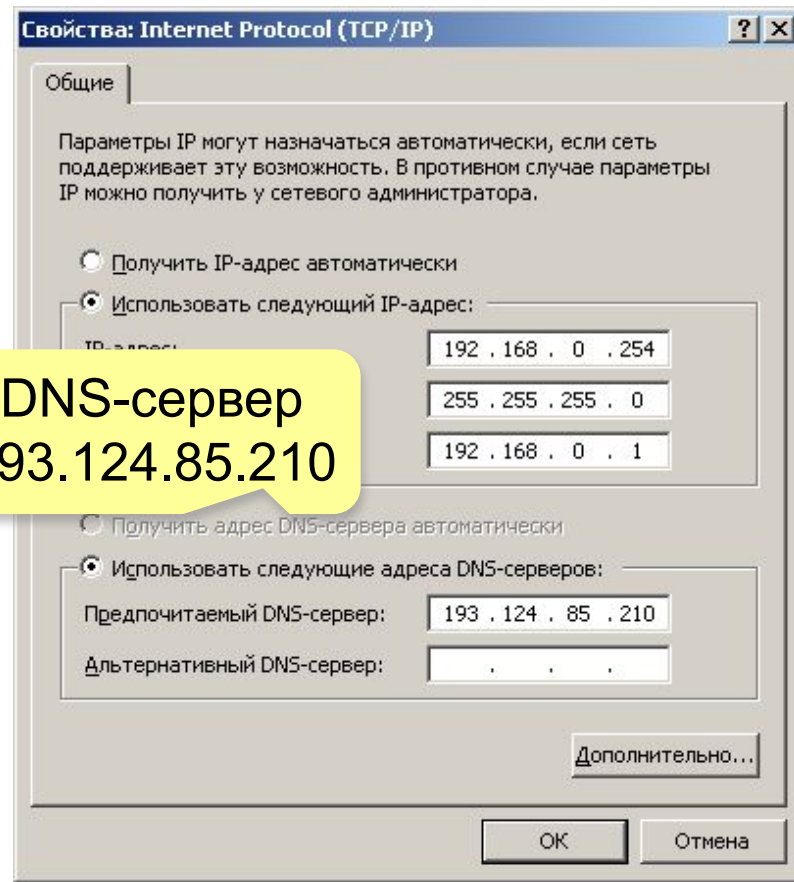 Свойства: Internet Protocol (TCP/IP)
Общие
Параметры IP могут назначаться автоматически, если сеть
поддерживает эту возможность. В противном случае параметры
IP можно получить у сетевого администратора.
Получить IP-адрес автоматически
Использовать следующий IP-адрес:
IP-адрес: 192 . 168 . 0 . 254
255 . 255 . 255 . 0
192 . 168 . 0 . 1
DNS-сервер
93.124.85.210
Получить адрес DNS-сервера автоматически
Использовать следующие адреса DNS-серверов:
Предпочитаемый DNS-сервер: 193 . 124 . 85 . 210
Альтернативный DNS-сервер: . . .
Дополнительно...
OK Отмена